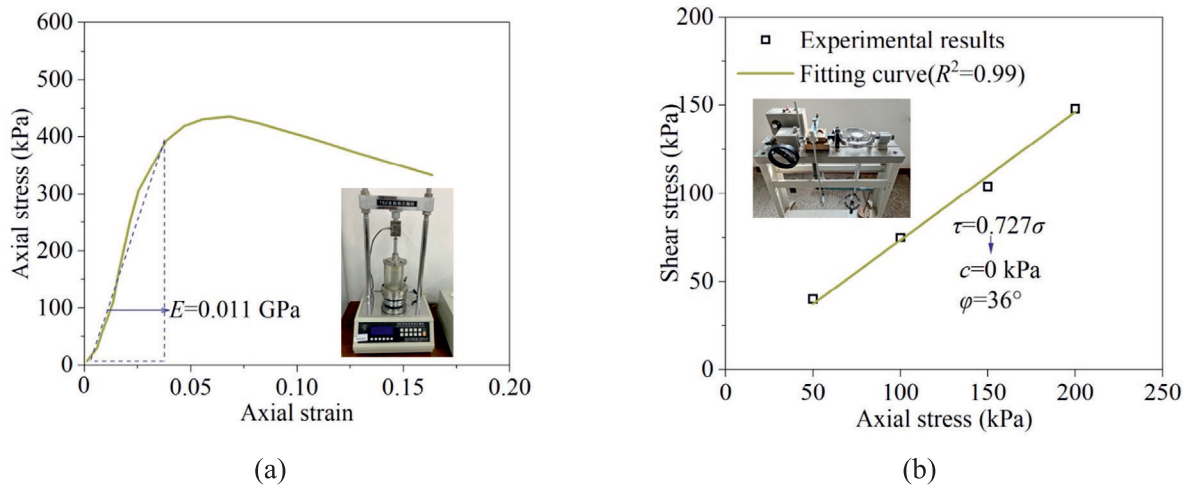 600
500
400
300
200
100
0
Axial stress (kPa)
E=0.011 GPa
0
0.05
0.10
0.15
0.20
Axial strain
(a)
200
150
100
50
0
Shear stress (kPa)
Experimental results
Fitting curve(R²=0.99)
τ=0.727σ
c=0 kPa
φ=36°
0
50
100
150
200
250
Axial stress (kPa)
(b)